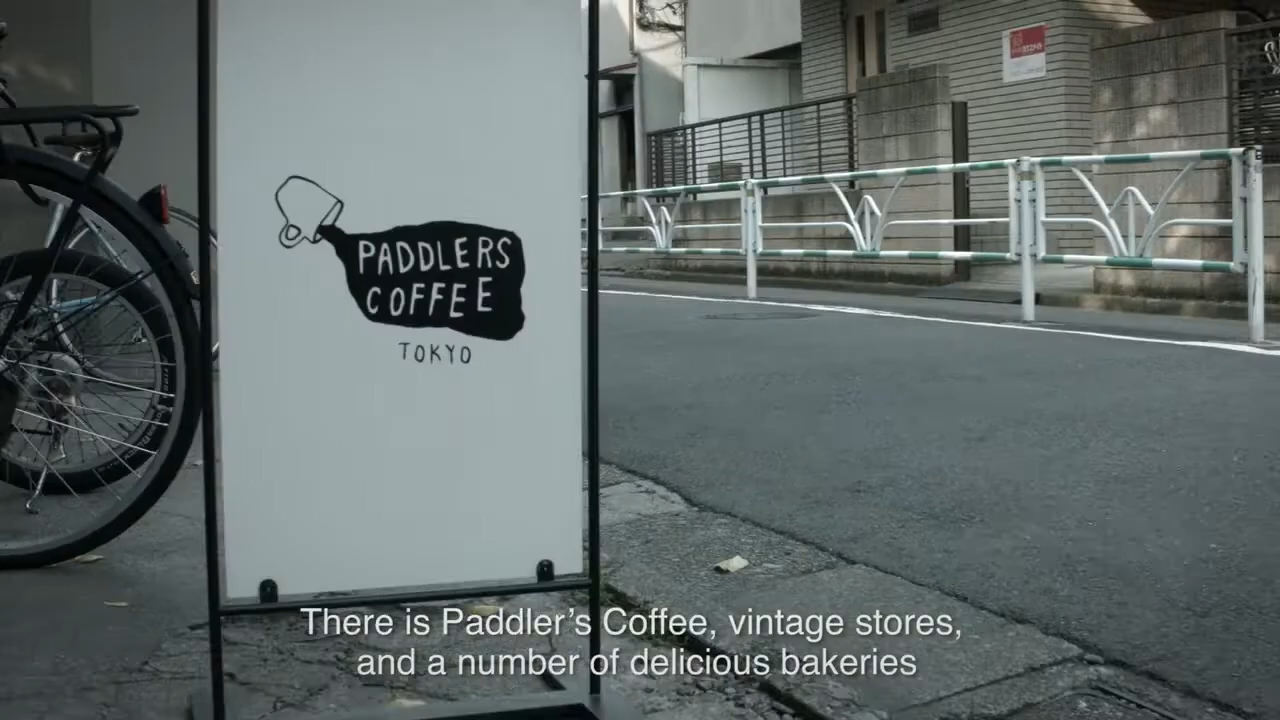 PADDLERS
COFFEE
TOKYO
There is Paddler’s Coffee, vintage stores,
and a number of delicious bakeries